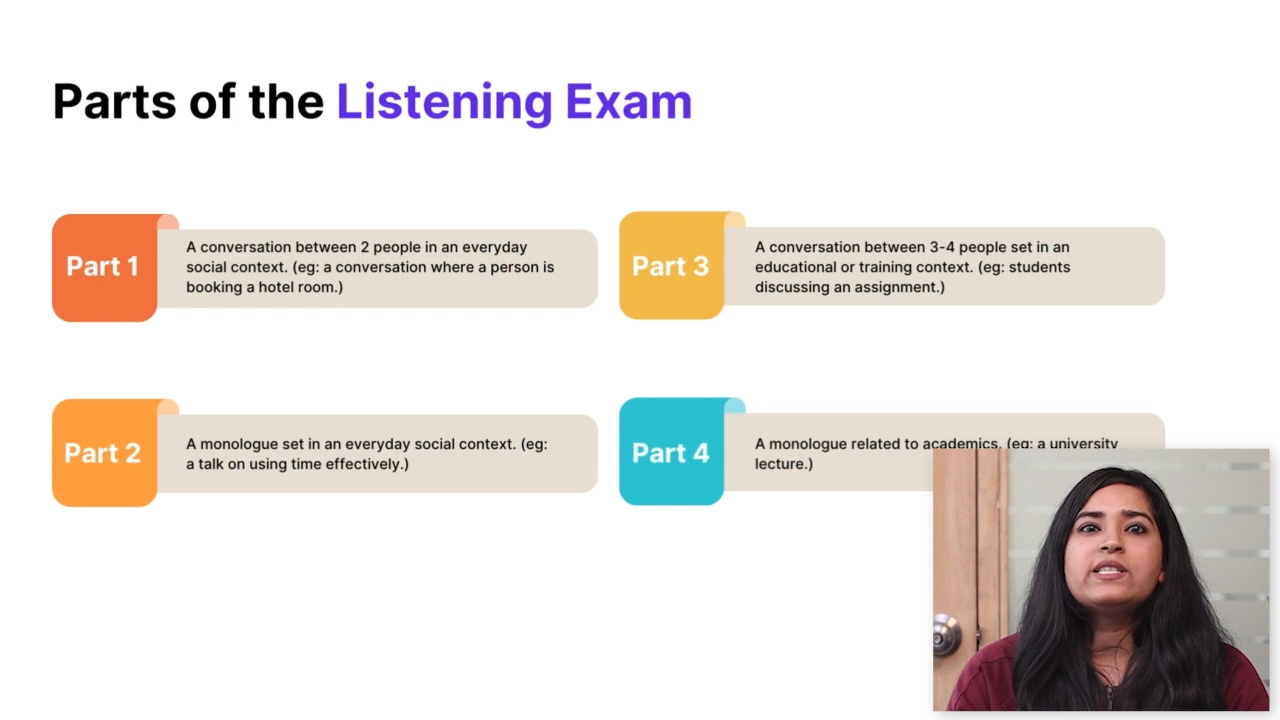 Parts of the Listening Exam
Part 1
A conversation between 2 people in an everyday
social context. (eg: a conversation where a person is
booking a hotel room.)
Part 2
A monologue set in an everyday social context. (eg:
a talk on using time effectively.)
Part 3
A conversation between 3-4 people set in an
educational or training context. (eg: students
discussing an assignment.)
Part 4
A monologue related to academics. (eg: a university
lecture.)